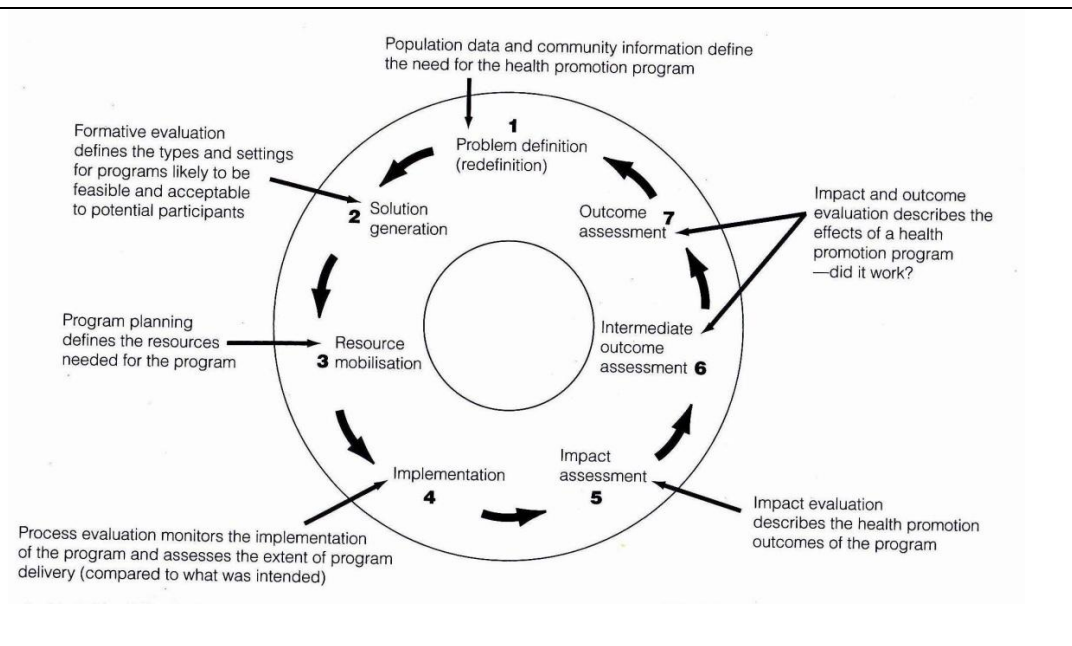 Population data and community information define
the need for the health promotion program
1
Problem definition
(redefinition)
Formative evaluation
defines the types and settings
for programs likely to be
feasible and acceptable
to potential participants
2 Solution
generation
Program planning
defines the resources
needed for the program
Resource
3 mobilisation
Implementation
4
Process evaluation monitors the implementation
of the program and assesses the extent of program
delivery (compared to what was intended)
Impact
assessment
5
Impact evaluation
describes the health promotion
outcomes of the program
Intermediate
outcome
assessment 6
Outcome 7
assessment
Impact and outcome
evaluation describes the
effects of a health
promotion program
—did it work?